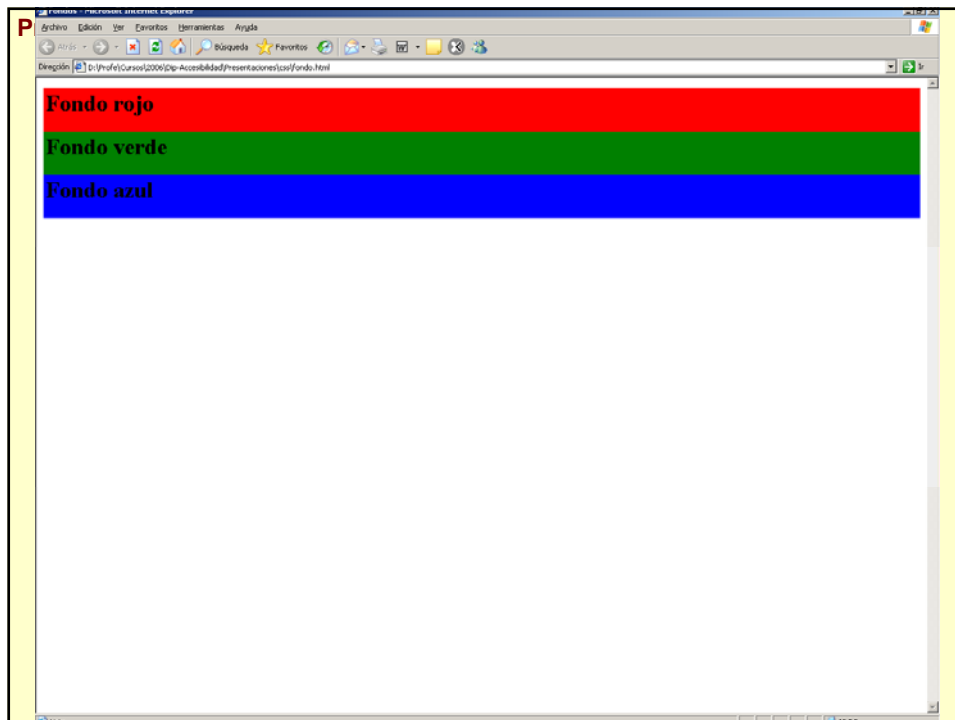 Fondos - Microsoft Internet Explorer
P
Archivo Edición Ver Favoritos Herramientas Ayuda
Atrás Búsqueda Favoritos
Dirección D:\Profe\Cursos\2006\Dip-Accesibilidad\Presentaciones\css\fondo.html Ir
Fondo rojo
Fondo verde
Fondo azul